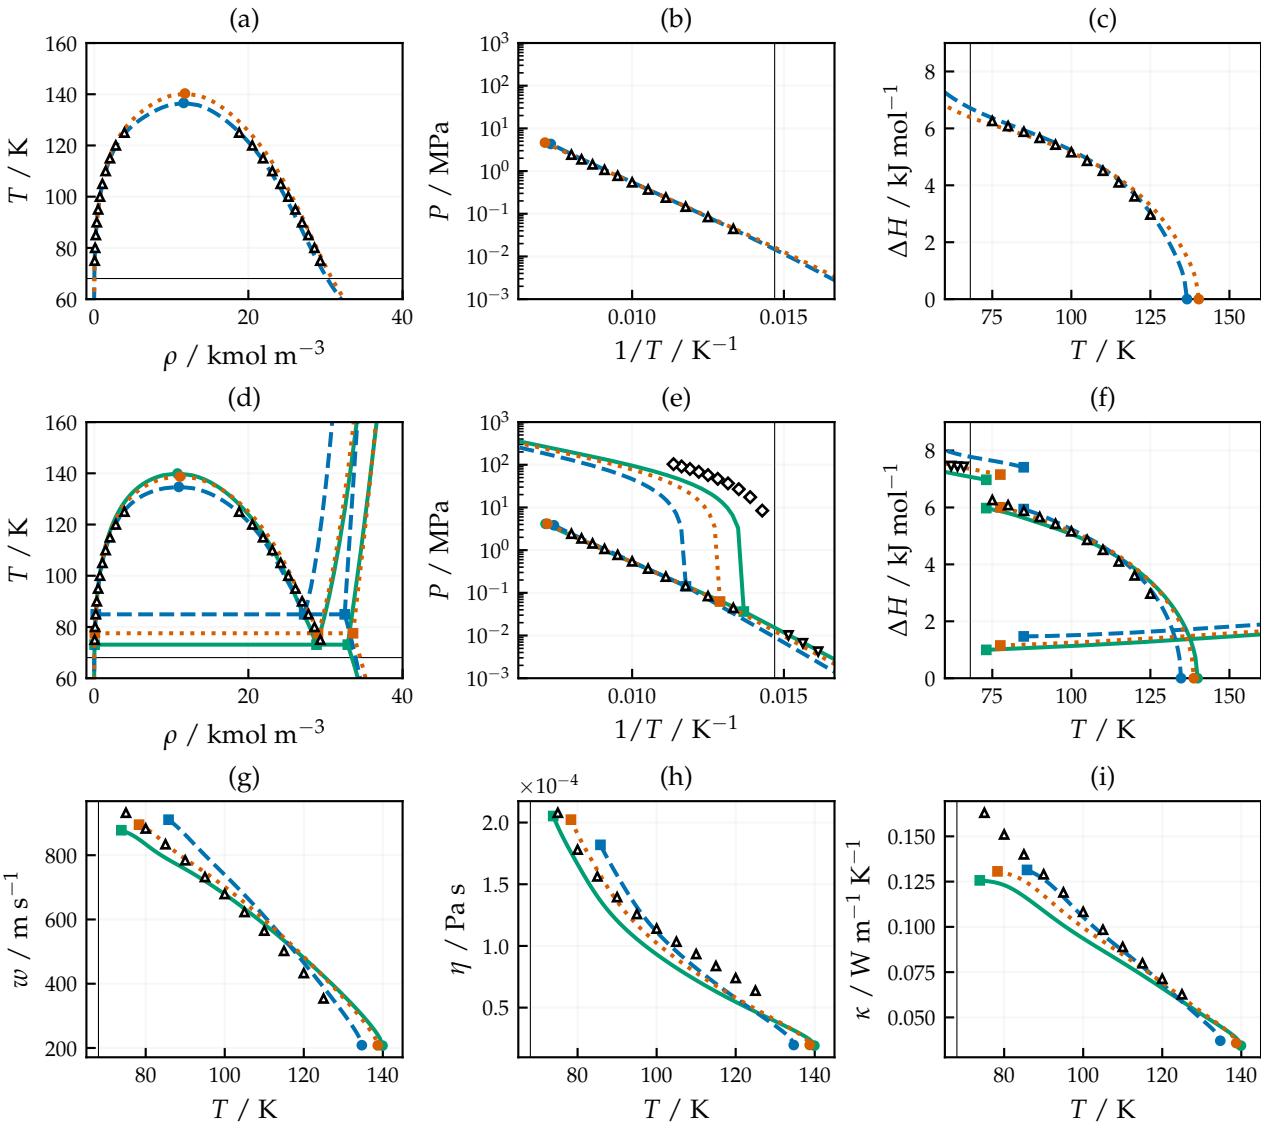 (a) (b) (c)
160
140
120
100
80
60
0 20 40
T / K
ρ / kmol m⁻³
10³
10²
10¹
10⁰
10⁻¹
10⁻²
10⁻³
0.010 0.015
P / MPa
1/T / K⁻¹
8
6
4
2
0
75 100 125 150
ΔH / kJ mol⁻¹
T / K
(d) (e) (f)
160
140
120
100
80
60
0 20 40
T / K
ρ / kmol m⁻³
10³
10²
10¹
10⁰
10⁻¹
10⁻²
10⁻³
0.010 0.015
P / MPa
1/T / K⁻¹
8
6
4
2
0
75 100 125 150
ΔH / kJ mol⁻¹
T / K
(g) (h) (i)
800
600
400
200
80 100 120 140
w / m s⁻¹
T / K
×10⁻⁴
2.0
1.5
1.0
0.5
80 100 120 140
η / Pa s
T / K
0.150
0.125
0.100
0.075
0.050
80 100 120 140
κ / W m⁻¹ K⁻¹
T / K